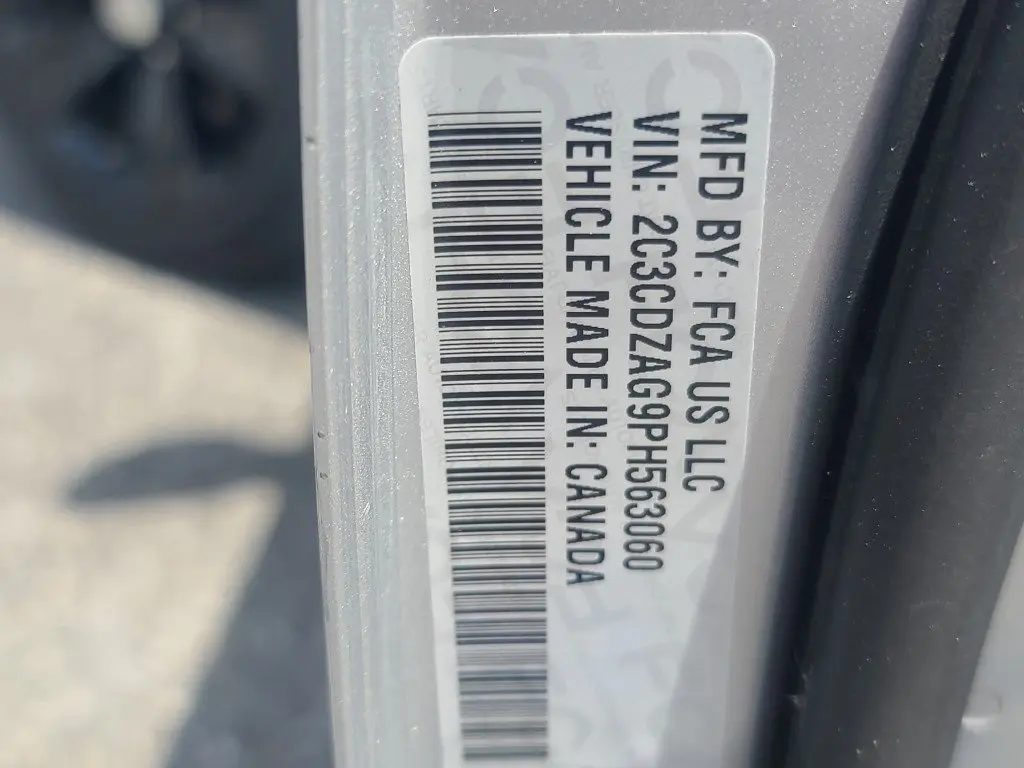 MFD BY: FCA US LLC
VIN: 2C3CDZAG9PH563060
VEHICLE MADE IN: CANADA